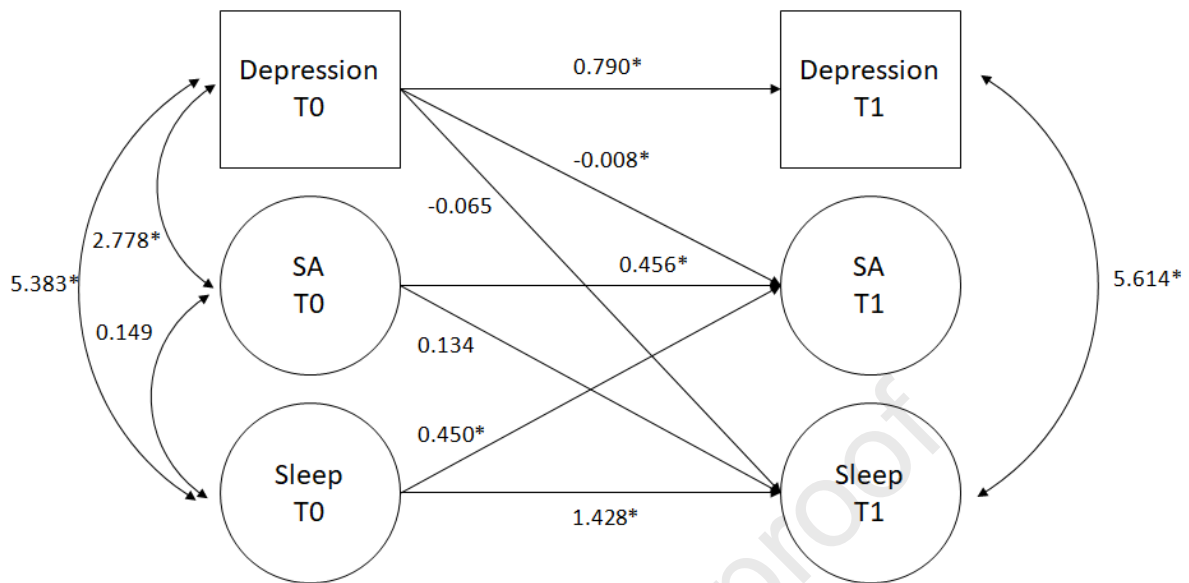 Depression
T0
0.790*
Depression
T1
-0.008*
-0.065
2.778*
5.383*
SA
T0
0.456*
SA
T1
5.614*
0.149
0.134
0.450*
Sleep
T0
1.428*
Sleep
T1
proof